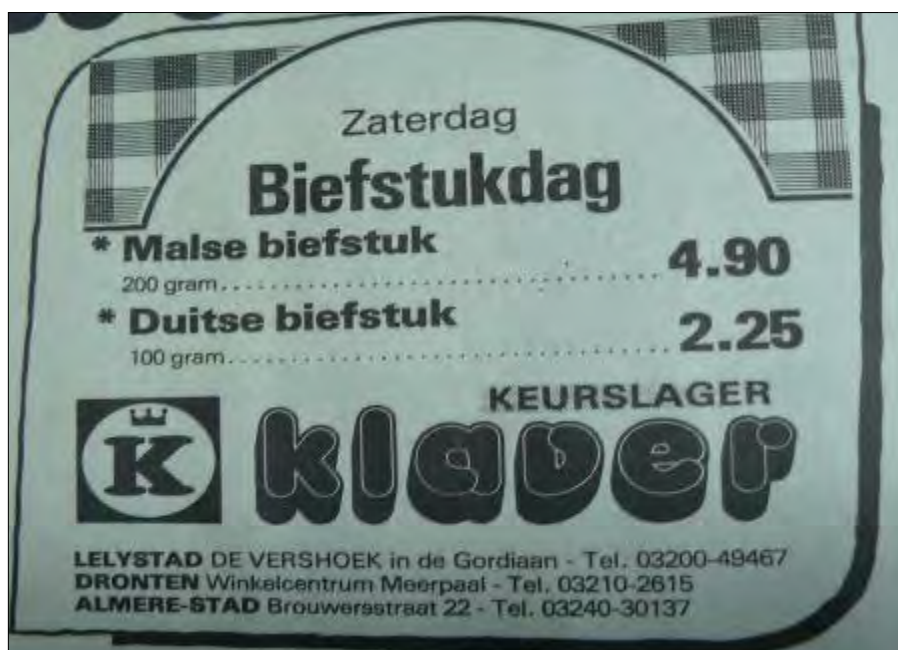 Zaterdag
Biefstukdag
* Malse biefstuk
200 gram........................................ 4.90
* Duitse biefstuk
100 gram........................................ 2.25
KEURSLAGER
K klaver
LELYSTAD DE VERSHOEK in de Gordiaan - Tel. 03200-49467
DRONTEN Winkelcentrum Meerpaal - Tel. 03210-2615
ALMERE-STAD Brouwersstraat 22 - Tel. 03240-30137